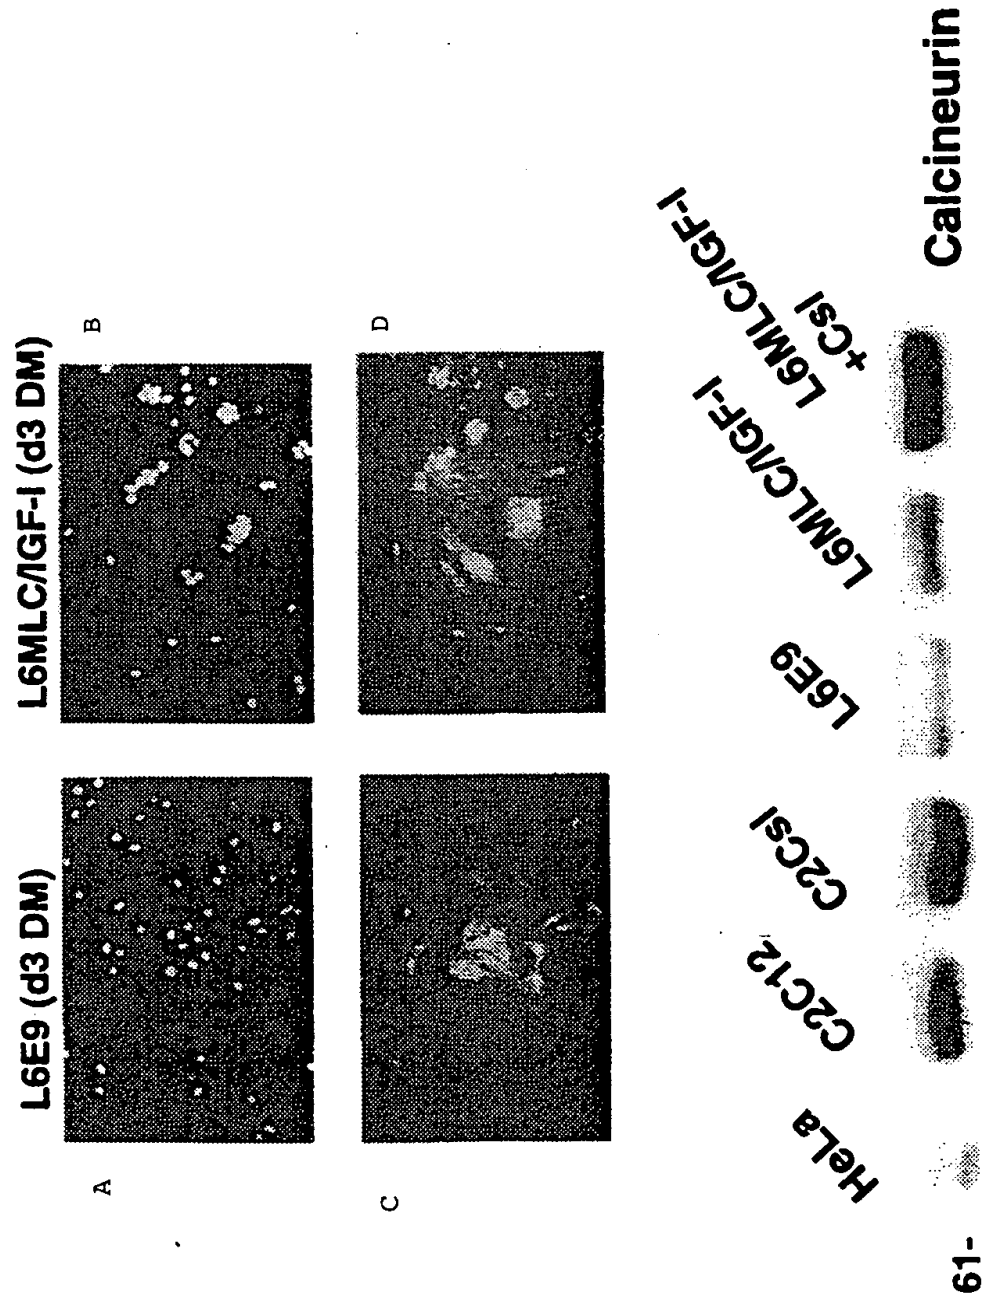 L6E9 (d3 DM)
L6MLC/IGF-I (d3 DM)
A
B
C
D
HeLa
C2C12
C2CsI
L6E9
L6MLC/IGF-I
L6MLC/IGF-I
+CsI
61-
Calcineurin